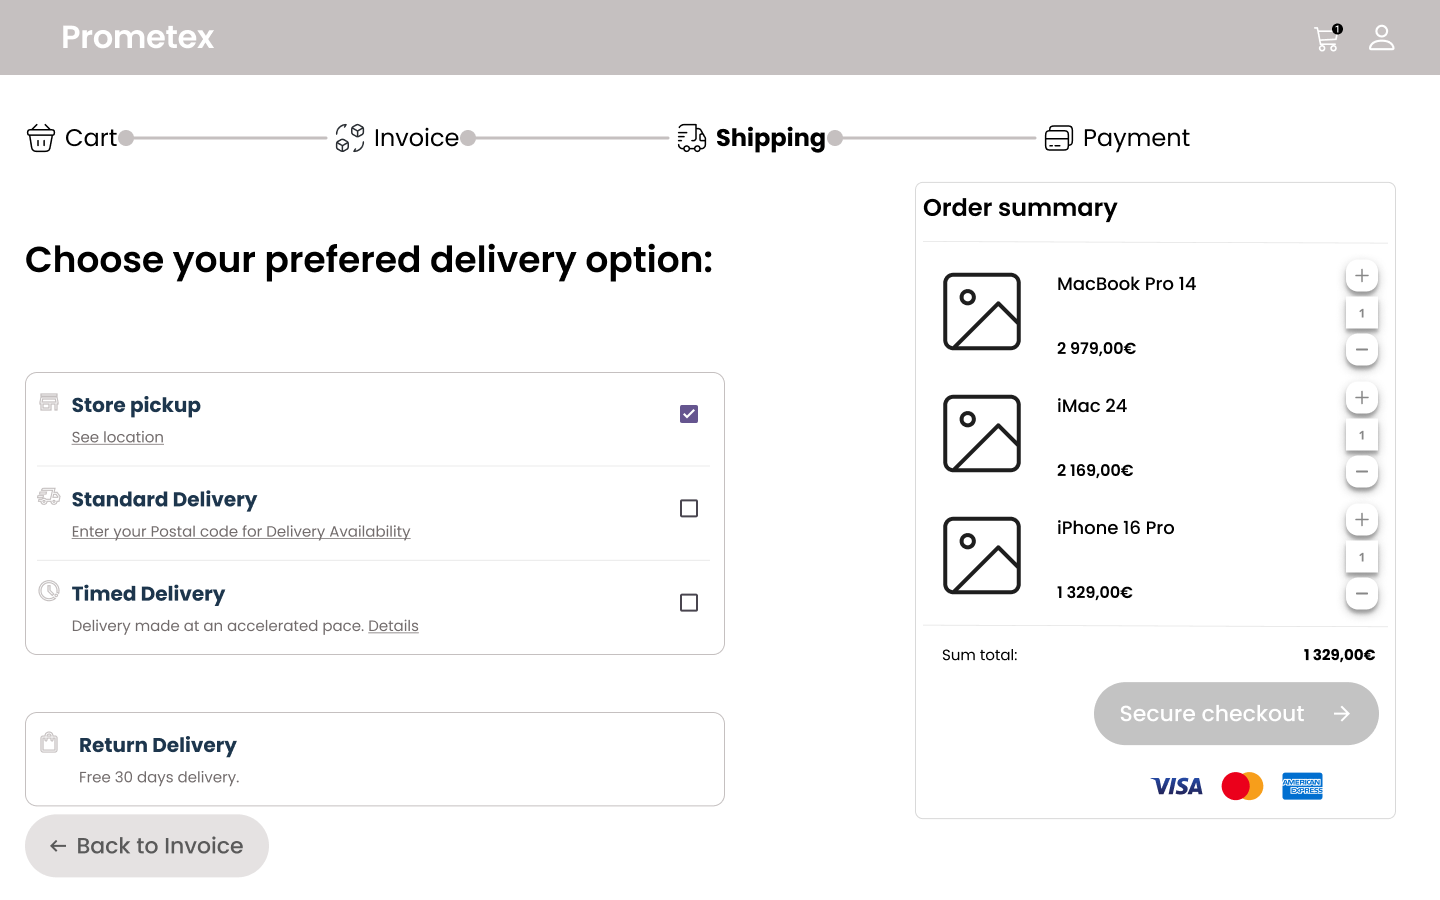 Prometex
1
Cart
Invoice
Shipping
Payment
Choose your prefered delivery option:
Store pickup
See location
Standard Delivery
Enter your Postal code for Delivery Availability
Timed Delivery
Delivery made at an accelerated pace. Details
Return Delivery
Free 30 days delivery.
← Back to Invoice
Order summary
MacBook Pro 14
+
1
2 979,00€
−
iMac 24
+
1
2 169,00€
−
iPhone 16 Pro
+
1
1 329,00€
−
Sum total: 1 329,00€
Secure checkout →
VISA
AMERICAN
EXPRESS